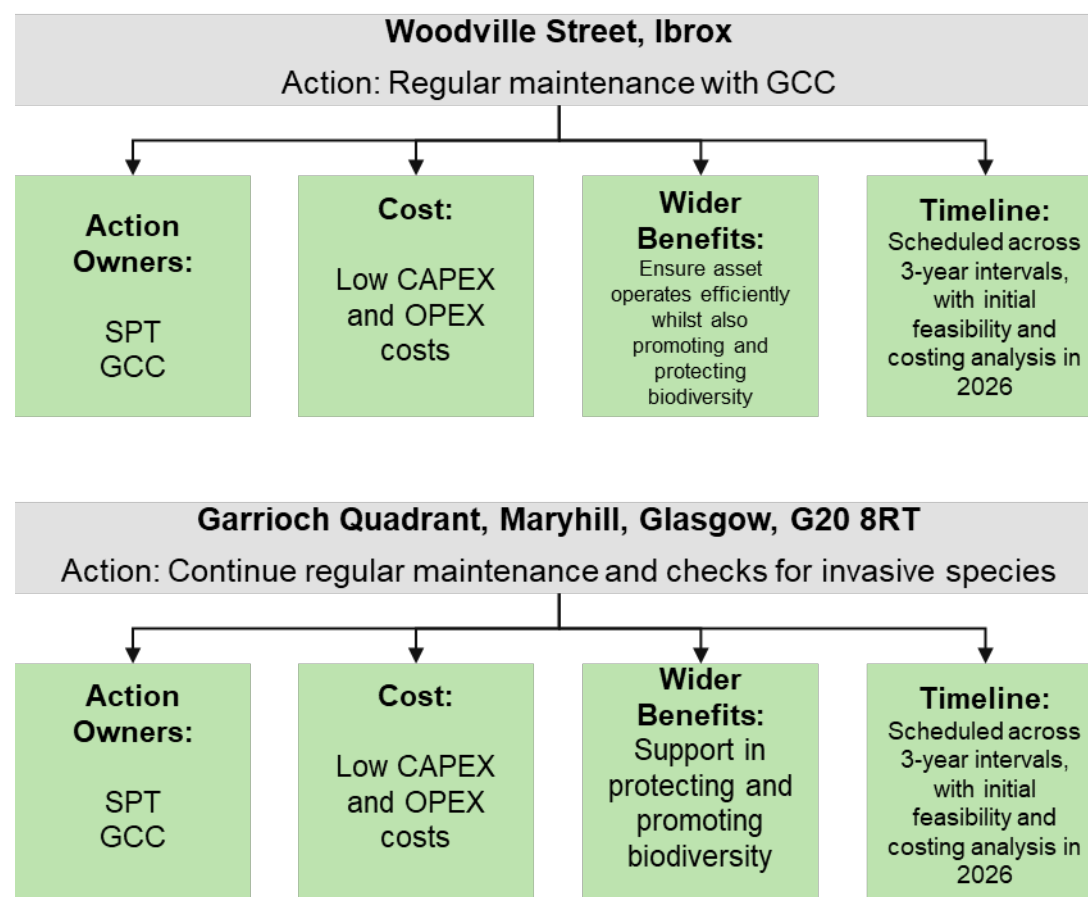 Woodville Street, Ibrox
Action: Regular maintenance with GCC
Action
Owners:
SPT
GCC
Cost:
Low CAPEX
and OPEX
costs
Wider
Benefits:
Ensure asset
operates efficiently
whilst also
promoting and
protecting
biodiversity
Timeline:
Scheduled across
3-year intervals,
with initial
feasibility and
costing analysis in
2026
Garrioch Quadrant, Maryhill, Glasgow, G20 8RT
Action: Continue regular maintenance and checks for invasive species
Action
Owners:
SPT
GCC
Cost:
Low CAPEX
and OPEX
costs
Wider
Benefits:
Support in
protecting and
promoting
biodiversity
Timeline:
Scheduled across
3-year intervals,
with initial
feasibility and
costing analysis in
2026